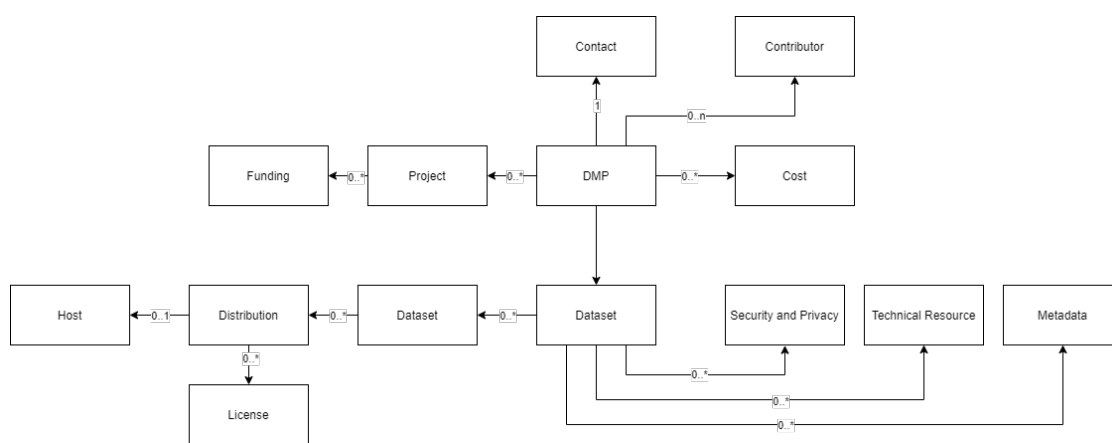 Contact
Contributor
1
0..n
Funding
0..*
Project
0..*
DMP
0..*
Cost
Host
0..1
Distribution
0..*
Dataset
0..*
Dataset
Security and Privacy
Technical Resource
Metadata
0..*
0..*
0..*
0..*
License